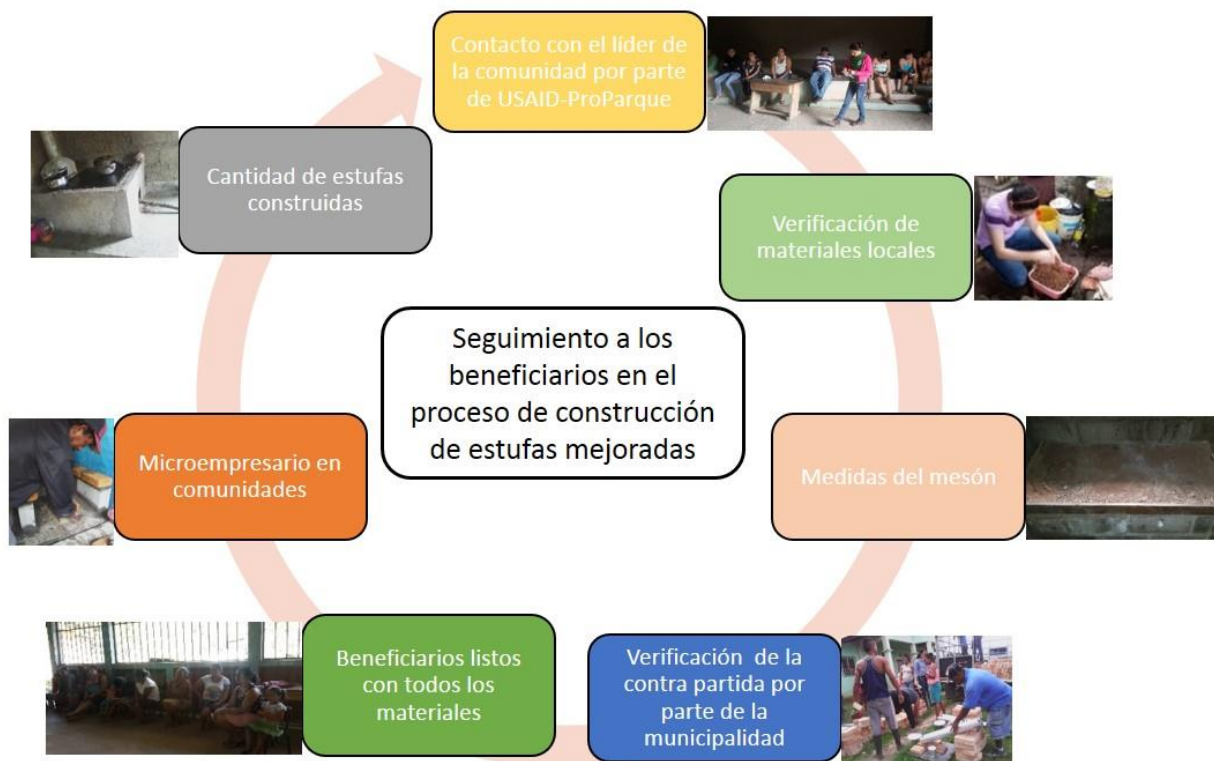 Contacto con el líder de
la comunidad por parte
de USAID-ProParque
Verificación de
materiales locales
Medidas del mesón
Verificación de la
contra partida por
parte de la
municipalidad
Beneficiarios listos
con todos los
materiales
Microempresario en
comunidades
Cantidad de estufas
construidas
Seguimiento a los
beneficiarios en el
proceso de construcción
de estufas mejoradas